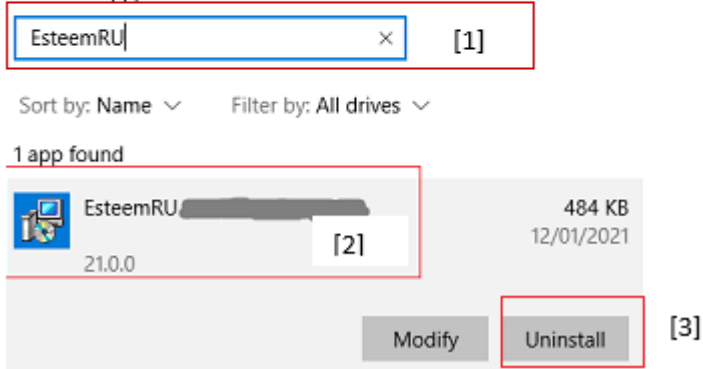 EsteemRU × [1]
Sort by: Name Filter by: All drives
1 app found
EsteemRU 484 KB
[2] 12/01/2021
21.0.0
Modify Uninstall [3]